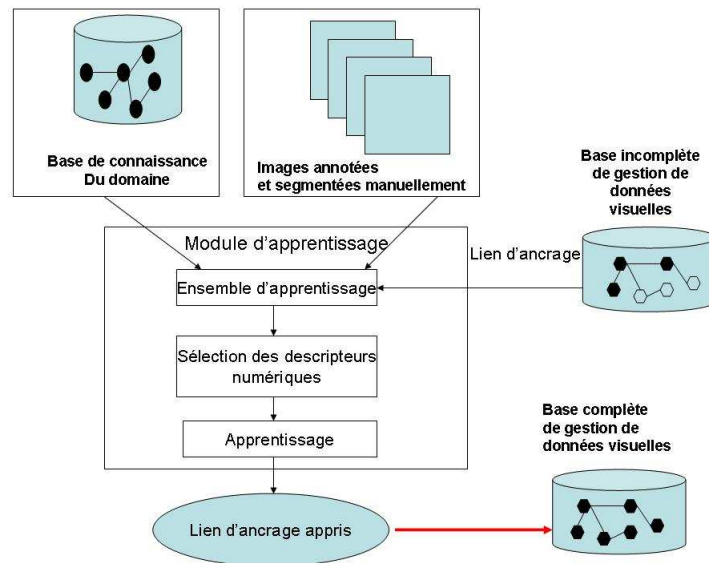 Base de connaissance
Du domaine
Images annotées
et segmentées manuellement
Base incomplète
de gestion de
données
visuelles
Module d'apprentissage
Lien d'ancrage
Ensemble d'apprentissage
Sélection des descripteurs
numériques
Apprentissage
Base complète
de gestion de
données visuelles
Lien d'ancrage appris